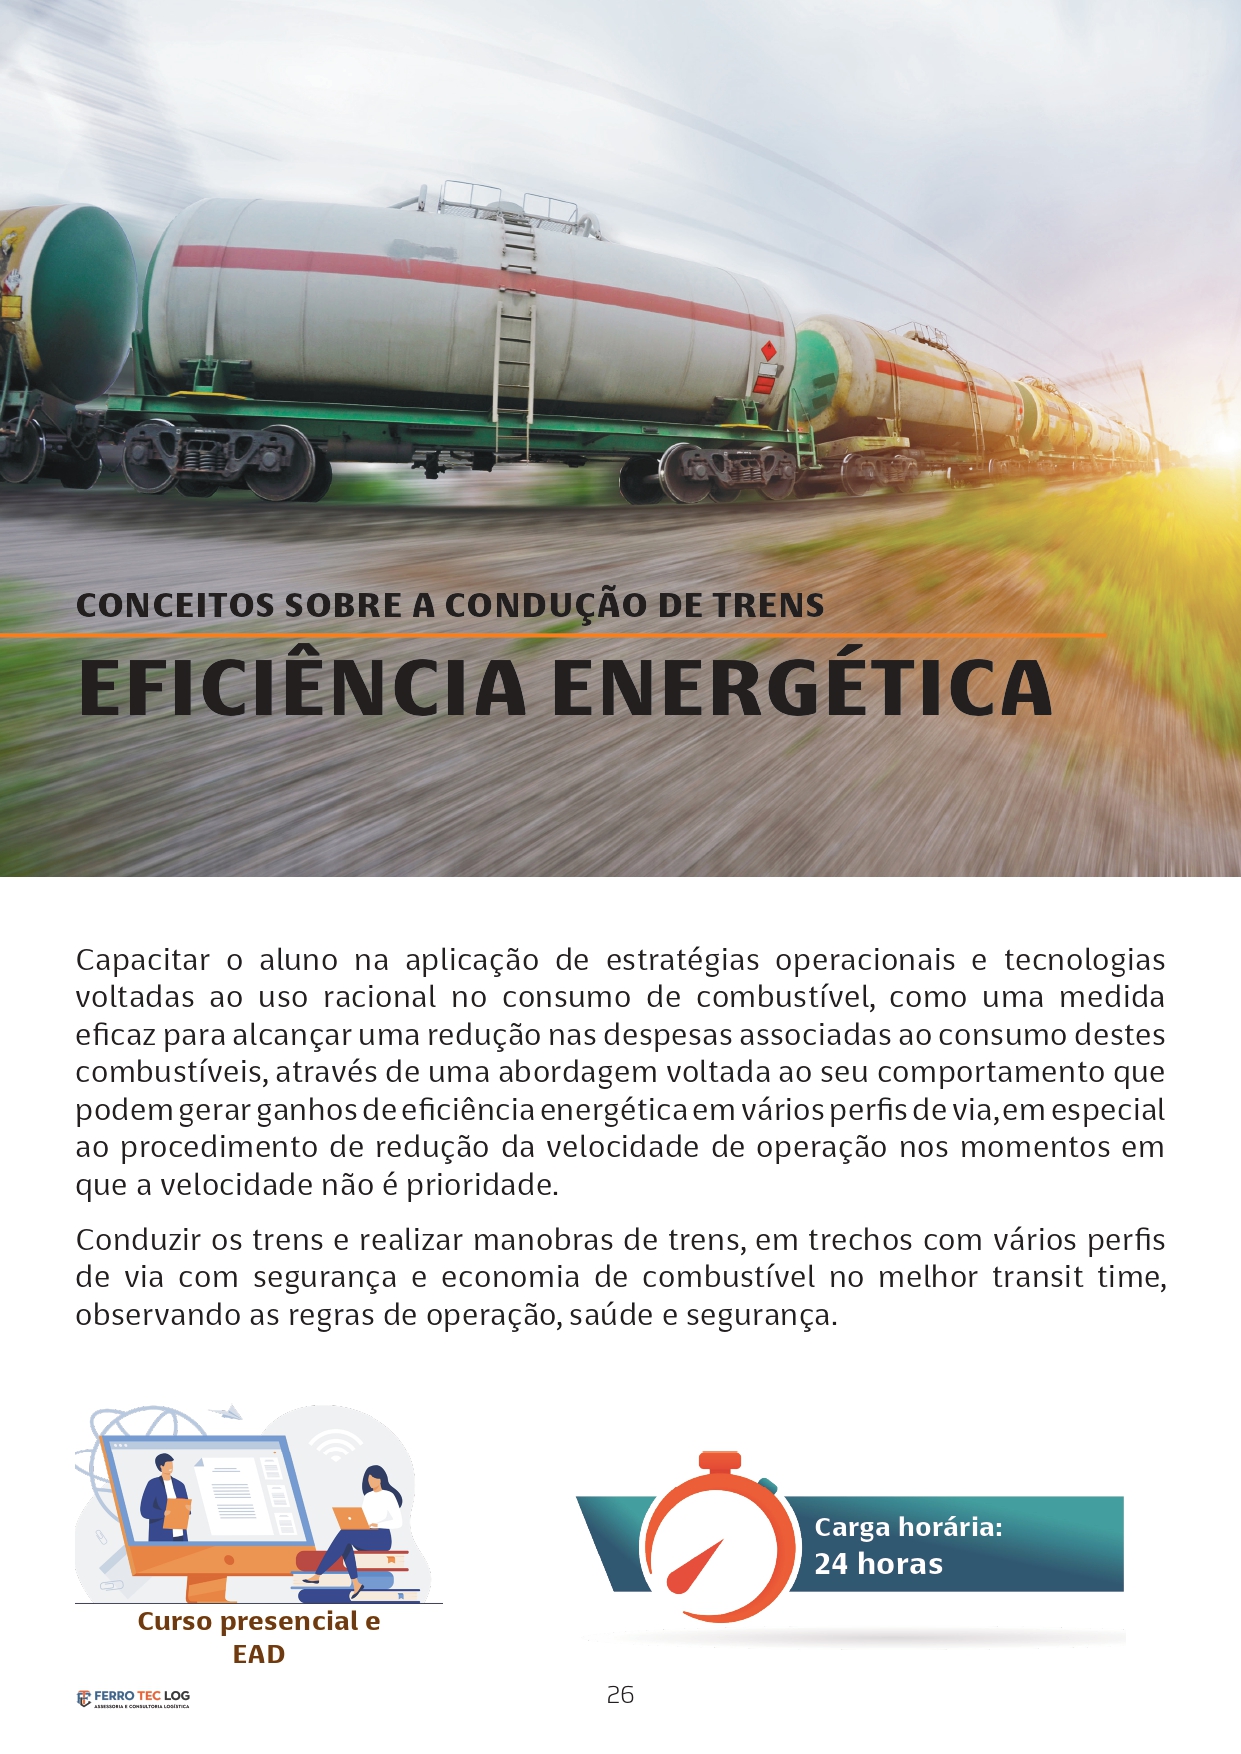 CONCEITOS SOBRE A CONDUÇÃO DE TRENS
EFICIÊNCIA ENERGÉTICA
Capacitar o aluno na aplicação de estratégias operacionais e tecnologias
voltadas ao uso racional no consumo de combustível, como uma medida
eficaz para alcançar uma redução nas despesas associadas ao consumo destes
combustíveis, através de uma abordagem voltada ao seu comportamento que
podem gerar ganhos de eficiência energética em vários perfis de via, em especial
ao procedimento de redução da velocidade de operação nos momentos em
que a velocidade não é prioridade.
Conduzir os trens e realizar manobras de trens, em trechos com vários perfis
de via com segurança e economia de combustível no melhor transit time,
observando as regras de operação, saúde e segurança.
Carga horária:
24 horas
Curso presencial e
EAD
FERRO TEC LOG
ASSESSORIA E CONSULTORIA LOGÍSTICA
26